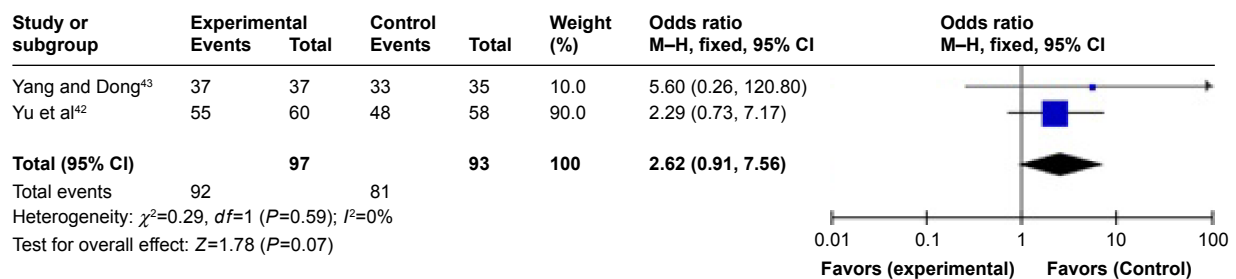 Study or subgroup Experimental Control Weight (%) Odds ratio M–H, fixed, 95% CI Odds ratio M–H, fixed, 95% CI
Events Total Events Total
Yang and Dong⁴³ 37 37 33 35 10.0 5.60 (0.26, 120.80)
Yu et al⁴² 55 60 48 58 90.0 2.29 (0.73, 7.17)
Total (95% CI) 97 93 100 2.62 (0.91, 7.56)
Total events 92 81
Heterogeneity: χ²=0.29, df=1 (P=0.59); I²=0%
Test for overall effect: Z=1.78 (P=0.07)
0.01 0.1 1 10 100
Favors (experimental) Favors (Control)